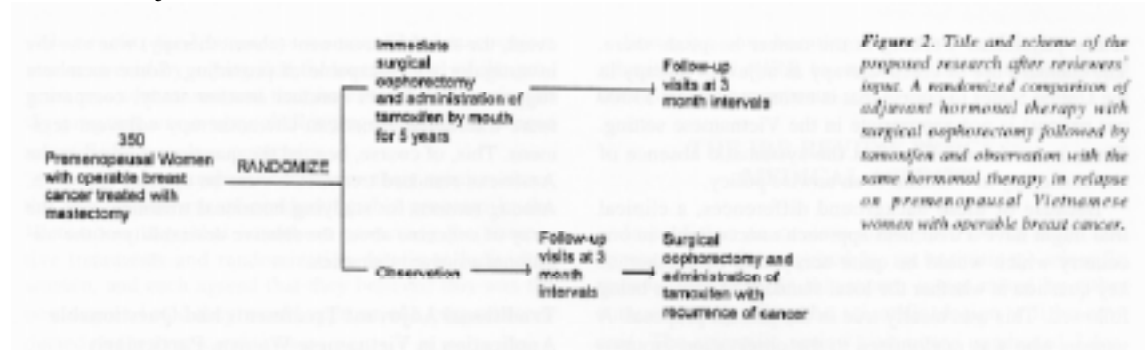 Immediate
surgical
oophorectomy
and administration of
tamoxifen by mouth
for 5 years
Follow-up
visits at 3
month intervals
350
Premenopausal Women
with operable breast
cancer treated with
mastectomy
RANDOMIZE
Observation
Follow-up
visits at 3
month
intervals
Surgical
oophorectomy and
administration of
tamoxifen with
recurrence of cancer
Figure 2. Title and scheme of the
proposed research after reviewers'
input. A randomized comparison of
adjuvant hormonal therapy with
surgical oophorectomy followed by
tamoxifen and observation with the
same hormonal therapy in relapse
on premenopausal Vietnamese
women with operable breast cancer.